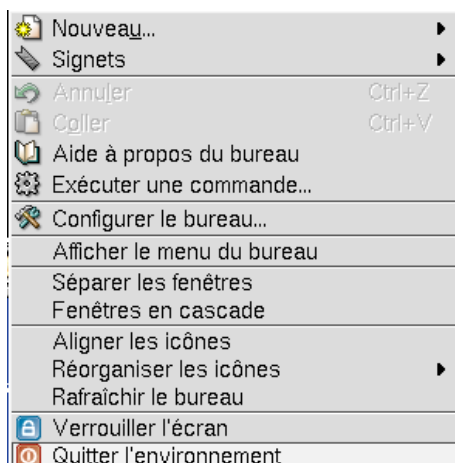 Nouveau...
Signets
Annuler Ctrl+Z
Coller Ctrl+V
Aide à propos du bureau
Exécuter une commande...
Configurer le bureau...
Afficher le menu du bureau
Séparer les fenêtres
Fenêtres en cascade
Aligner les icônes
Réorganiser les icônes
Rafraîchir le bureau
Verrouiller l'écran
Quitter l'environnement